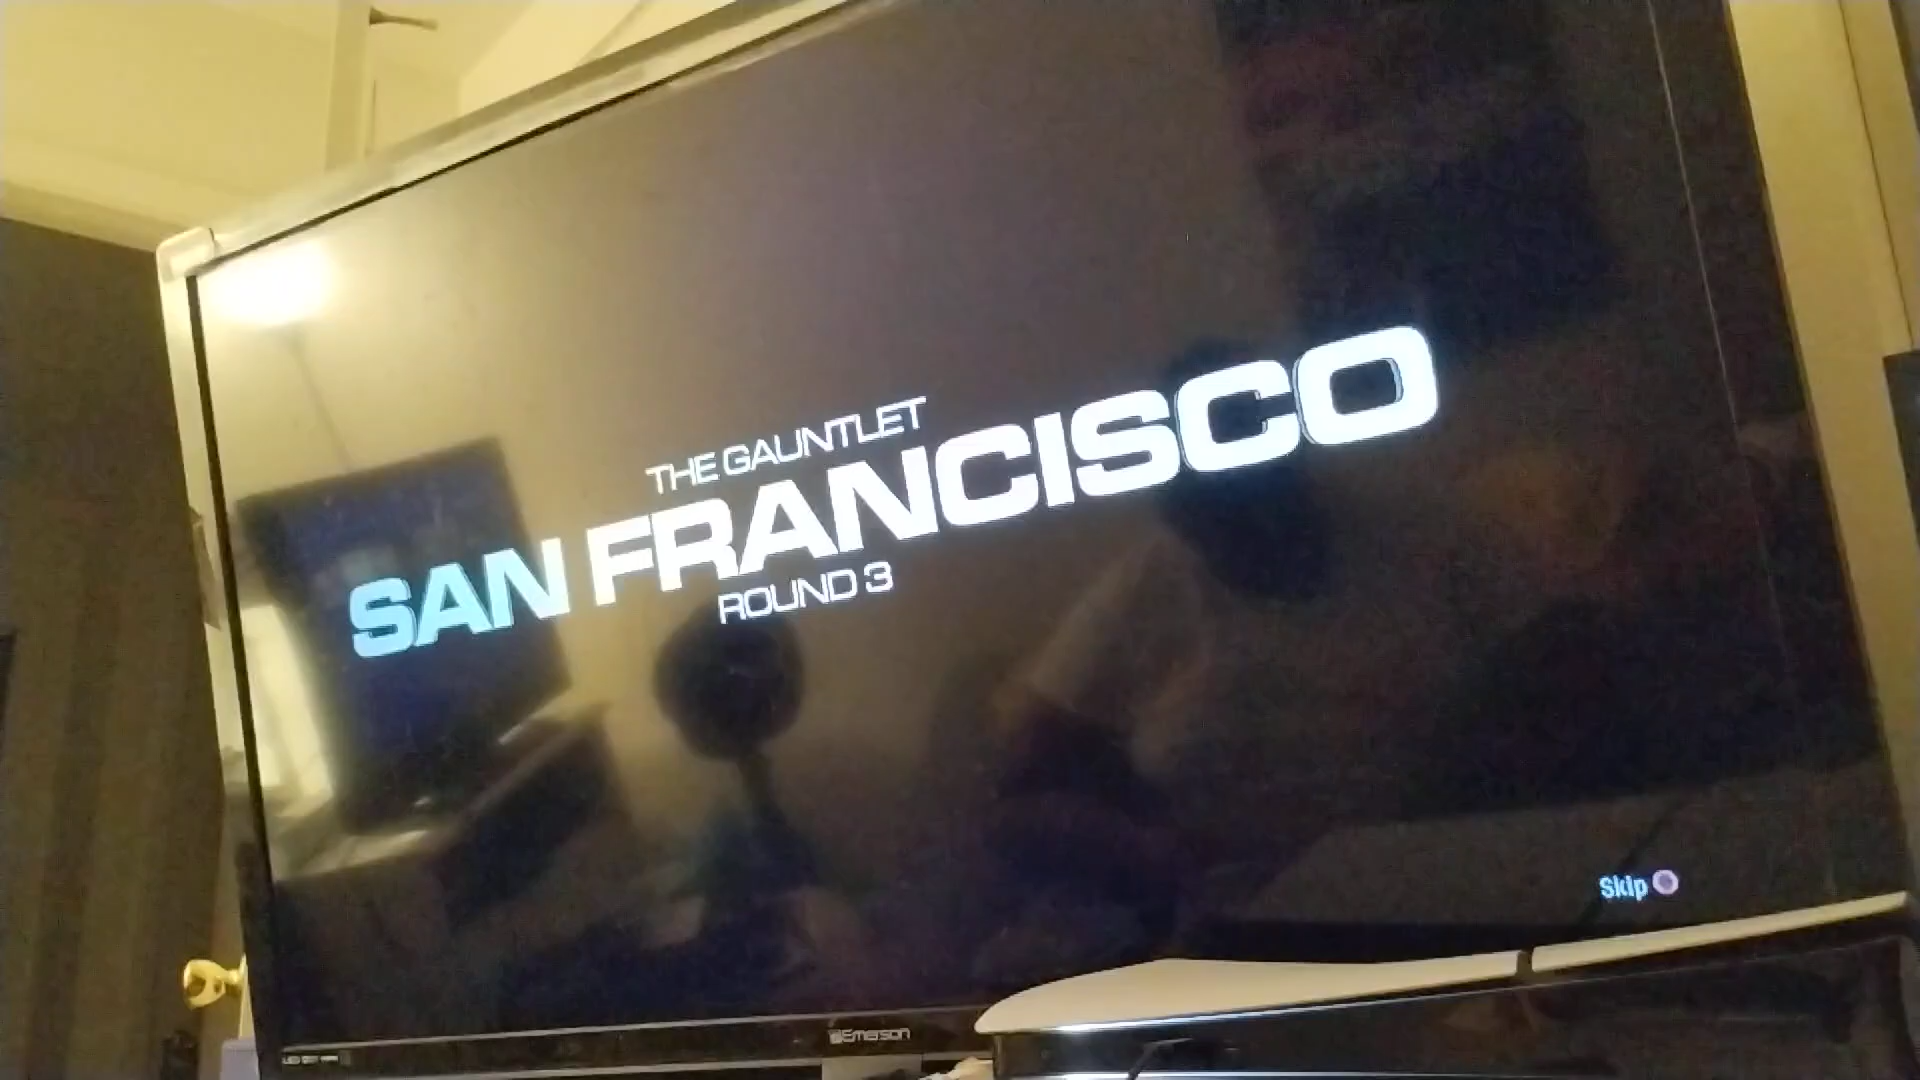 THE GAUNTLET
SAN FRANCISCO
ROUND 3
Skip
Emerson